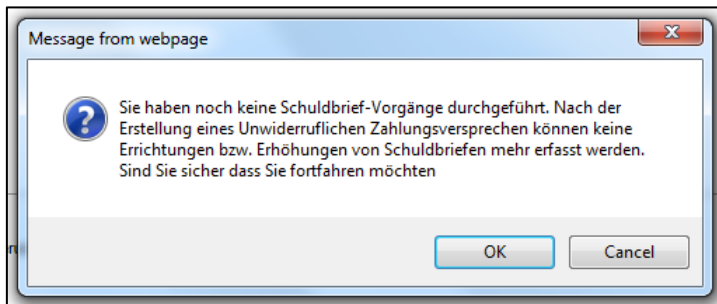 Message from webpage
Sie haben noch keine Schuldbrief-Vorgänge durchgeführt. Nach der
Erstellung eines Unwiderruflichen Zahlungsversprechen können keine
Errichtungen bzw. Erhöhungen von Schuldbriefen mehr erfasst werden.
Sind Sie sicher dass Sie fortfahren möchten
OK
Cancel